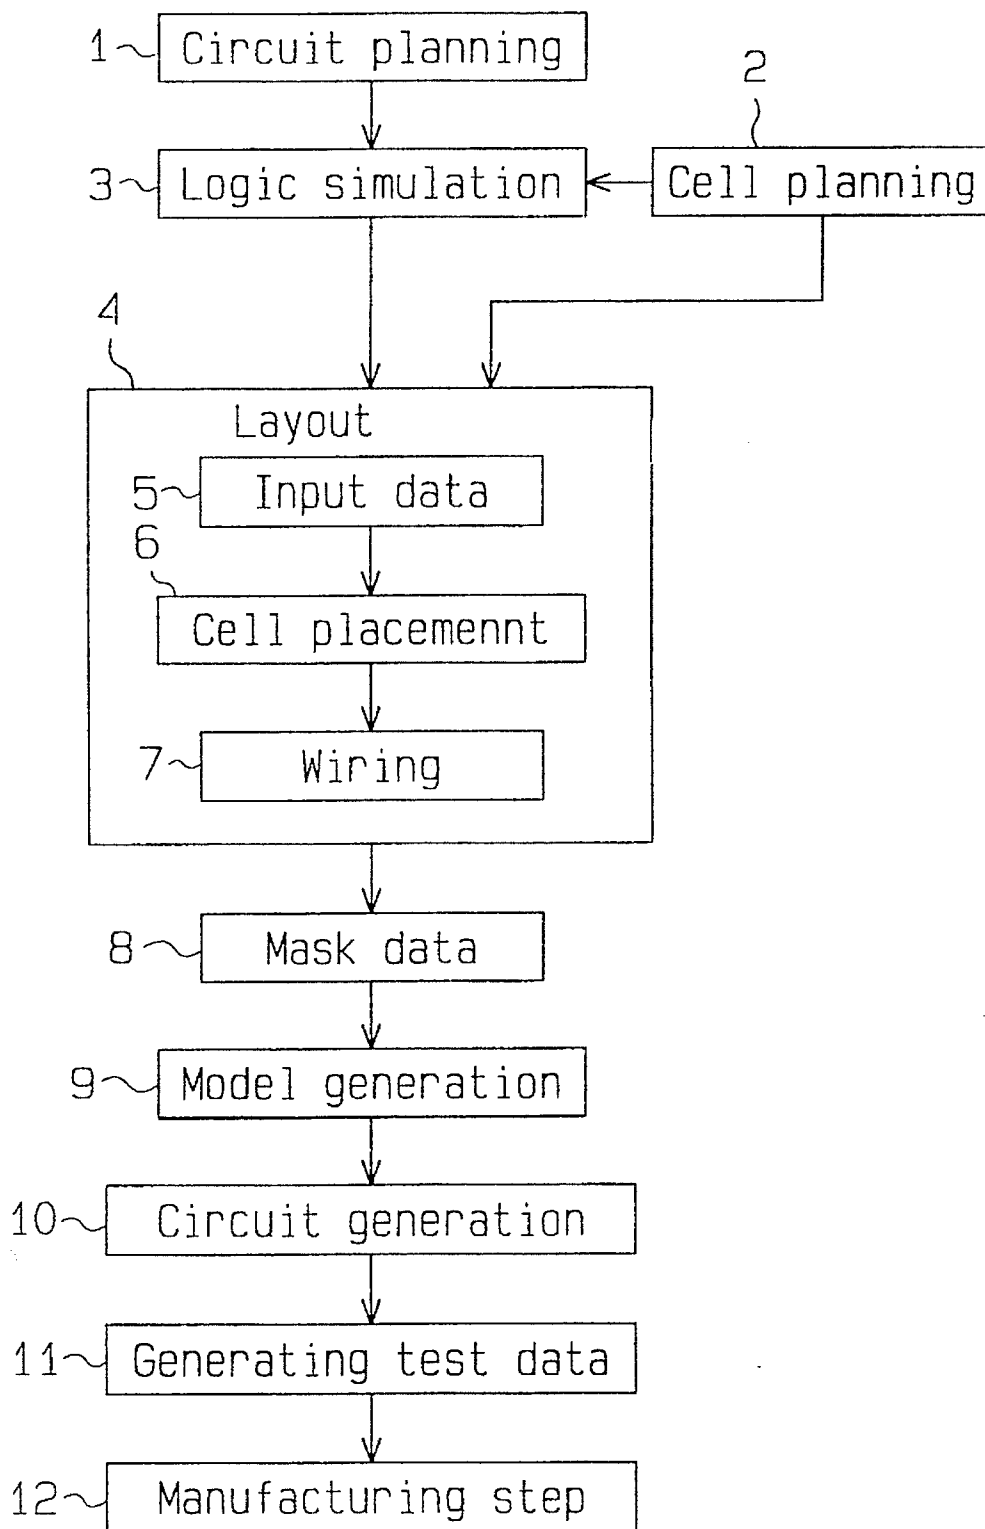 1 Circuit planning
2
3 Logic simulation Cell planning
4
Layout
5 Input data
6
Cell placemennt
7 Wiring
8 Mask data
9 Model generation
10 Circuit generation
11 Generating test data
12 Manufacturing step